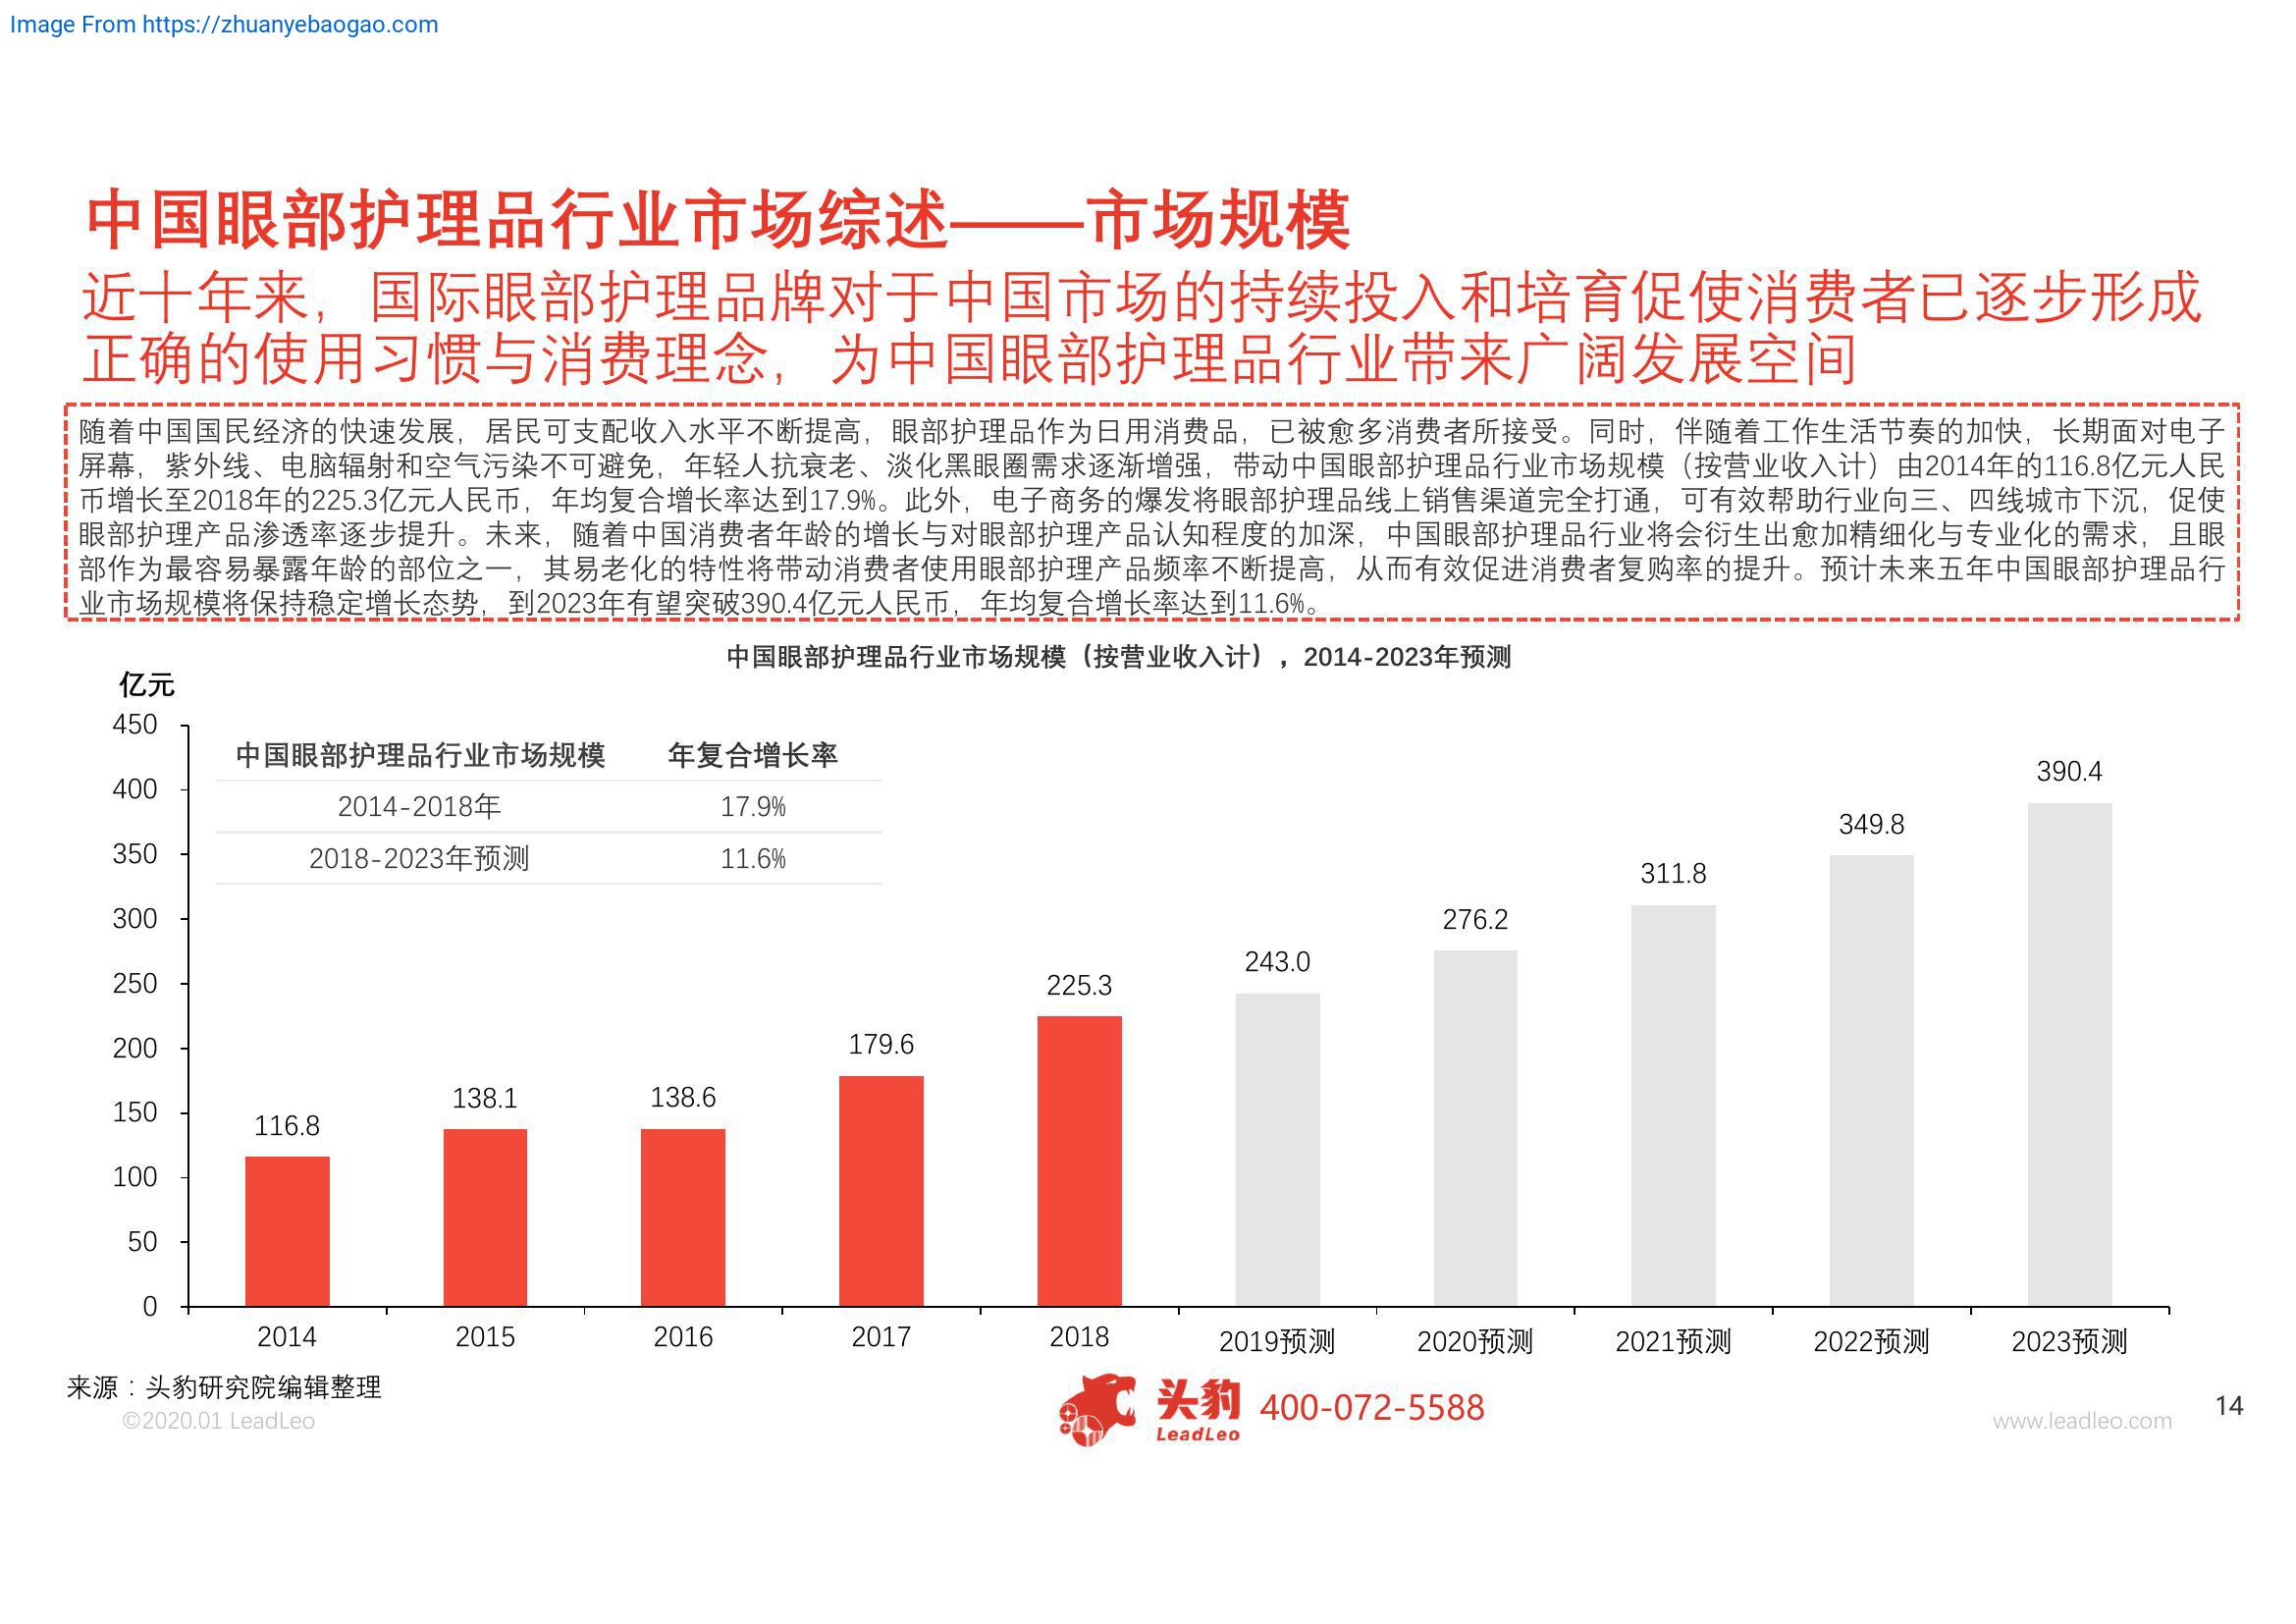 Image From https://zhuanyebaogao.com
中国眼部护理品行业市场综述——市场规模
近十年来，国际眼部护理品牌对于中国市场的持续投入和培育促使消费者已逐步形成
正确的使用习惯与消费理念，为中国眼部护理品行业带来广阔发展空间
随着中国国民经济的快速发展，居民可支配收入水平不断提高，眼部护理品作为日用消费品，已被愈多消费者所接受。同时，伴随着工作生活节奏的加快，长期面对电子
屏幕，紫外线、电脑辐射和空气污染不可避免，年轻人抗衰老、淡化黑眼圈需求逐渐增强，带动中国眼部护理品行业市场规模（按营业收入计）由2014年的116.8亿元人民
币增长至2018年的225.3亿元人民币，年均复合增长率达到17.9%。此外，电子商务的爆发将眼部护理品线上销售渠道完全打通，可有效帮助行业向三、四线城市下沉，促使
眼部护理产品渗透率逐步提升。未来，随着中国消费者年龄的增长与对眼部护理产品认知程度的加深，中国眼部护理品行业将会衍生出愈加精细化与专业化的需求，且眼
部作为最容易暴露年龄的部位之一，其易老化的特性将带动消费者使用眼部护理产品频率不断提高，从而有效促进消费者复购率的提升。预计未来五年中国眼部护理品行
业市场规模将保持稳定增长态势，到2023年有望突破390.4亿元人民币，年均复合增长率达到11.6%。
中国眼部护理品行业市场规模（按营业收入计），2014-2023年预测
亿元
450
400
350
300
250
200
150
100
50
0
中国眼部护理品行业市场规模 年复合增长率
2014-2018年 17.9%
2018-2023年预测 11.6%
116.8
138.1
138.6
179.6
225.3
243.0
276.2
311.8
349.8
390.4
2014 2015 2016 2017 2018 2019预测 2020预测 2021预测 2022预测 2023预测
来源：头豹研究院编辑整理
©2020.01 LeadLeo
头豹
LeadLeo
400-072-5588
www.leadleo.com
14